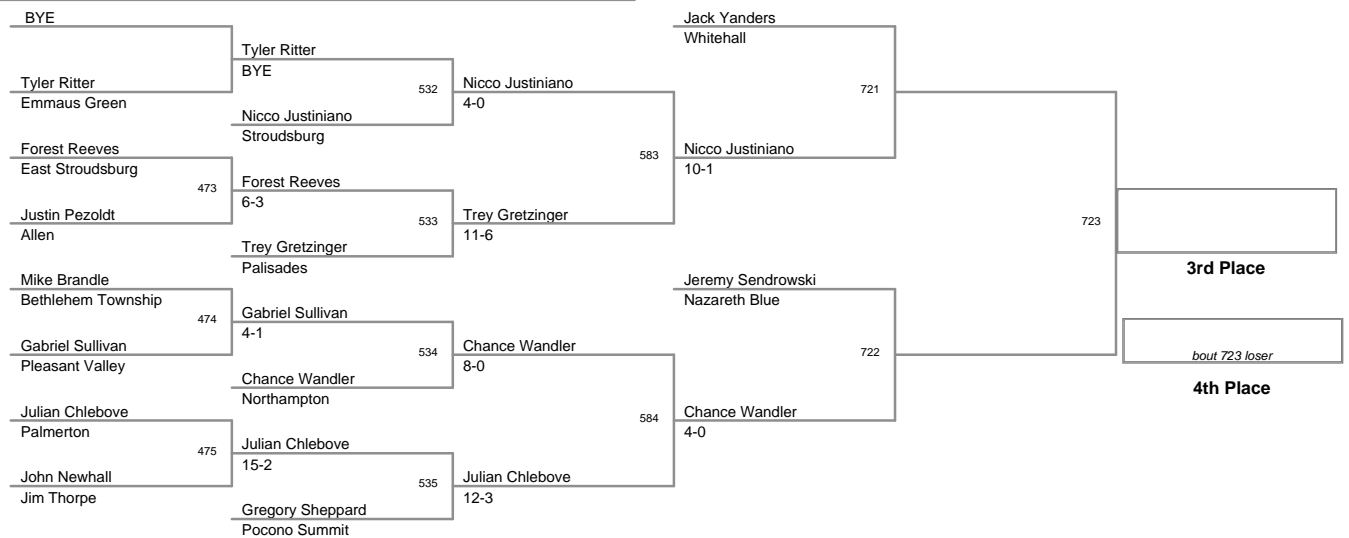 BYE
Tyler Ritter
Emmaus Green
Forest Reeves
East Stroudsburg
473
Justin Pezoldt
Allen
Mike Brandle
Bethlehem Township
474
Gabriel Sullivan
Pleasant Valley
Julian Chlebove
Palmerton
475
John Newhall
Jim Thorpe
Tyler Ritter
BYE
532
Nicco Justiniano
Stroudsburg
Forest Reeves
6-3
533
Trey Gretzinger
Palisades
Gabriel Sullivan
4-1
534
Chance Wandler
Northampton
Julian Chlebove
15-2
535
Gregory Sheppard
Pocono Summit
Nicco Justiniano
4-0
583
Trey Gretzinger
11-6
Chance Wandler
8-0
584
Julian Chlebove
12-3
Jack Yanders
Whitehall
721
Nicco Justiniano
10-1
Jeremy Sendrowski
Nazareth Blue
722
Chance Wandler
4-0
723
3rd Place
bout 723 loser
4th Place